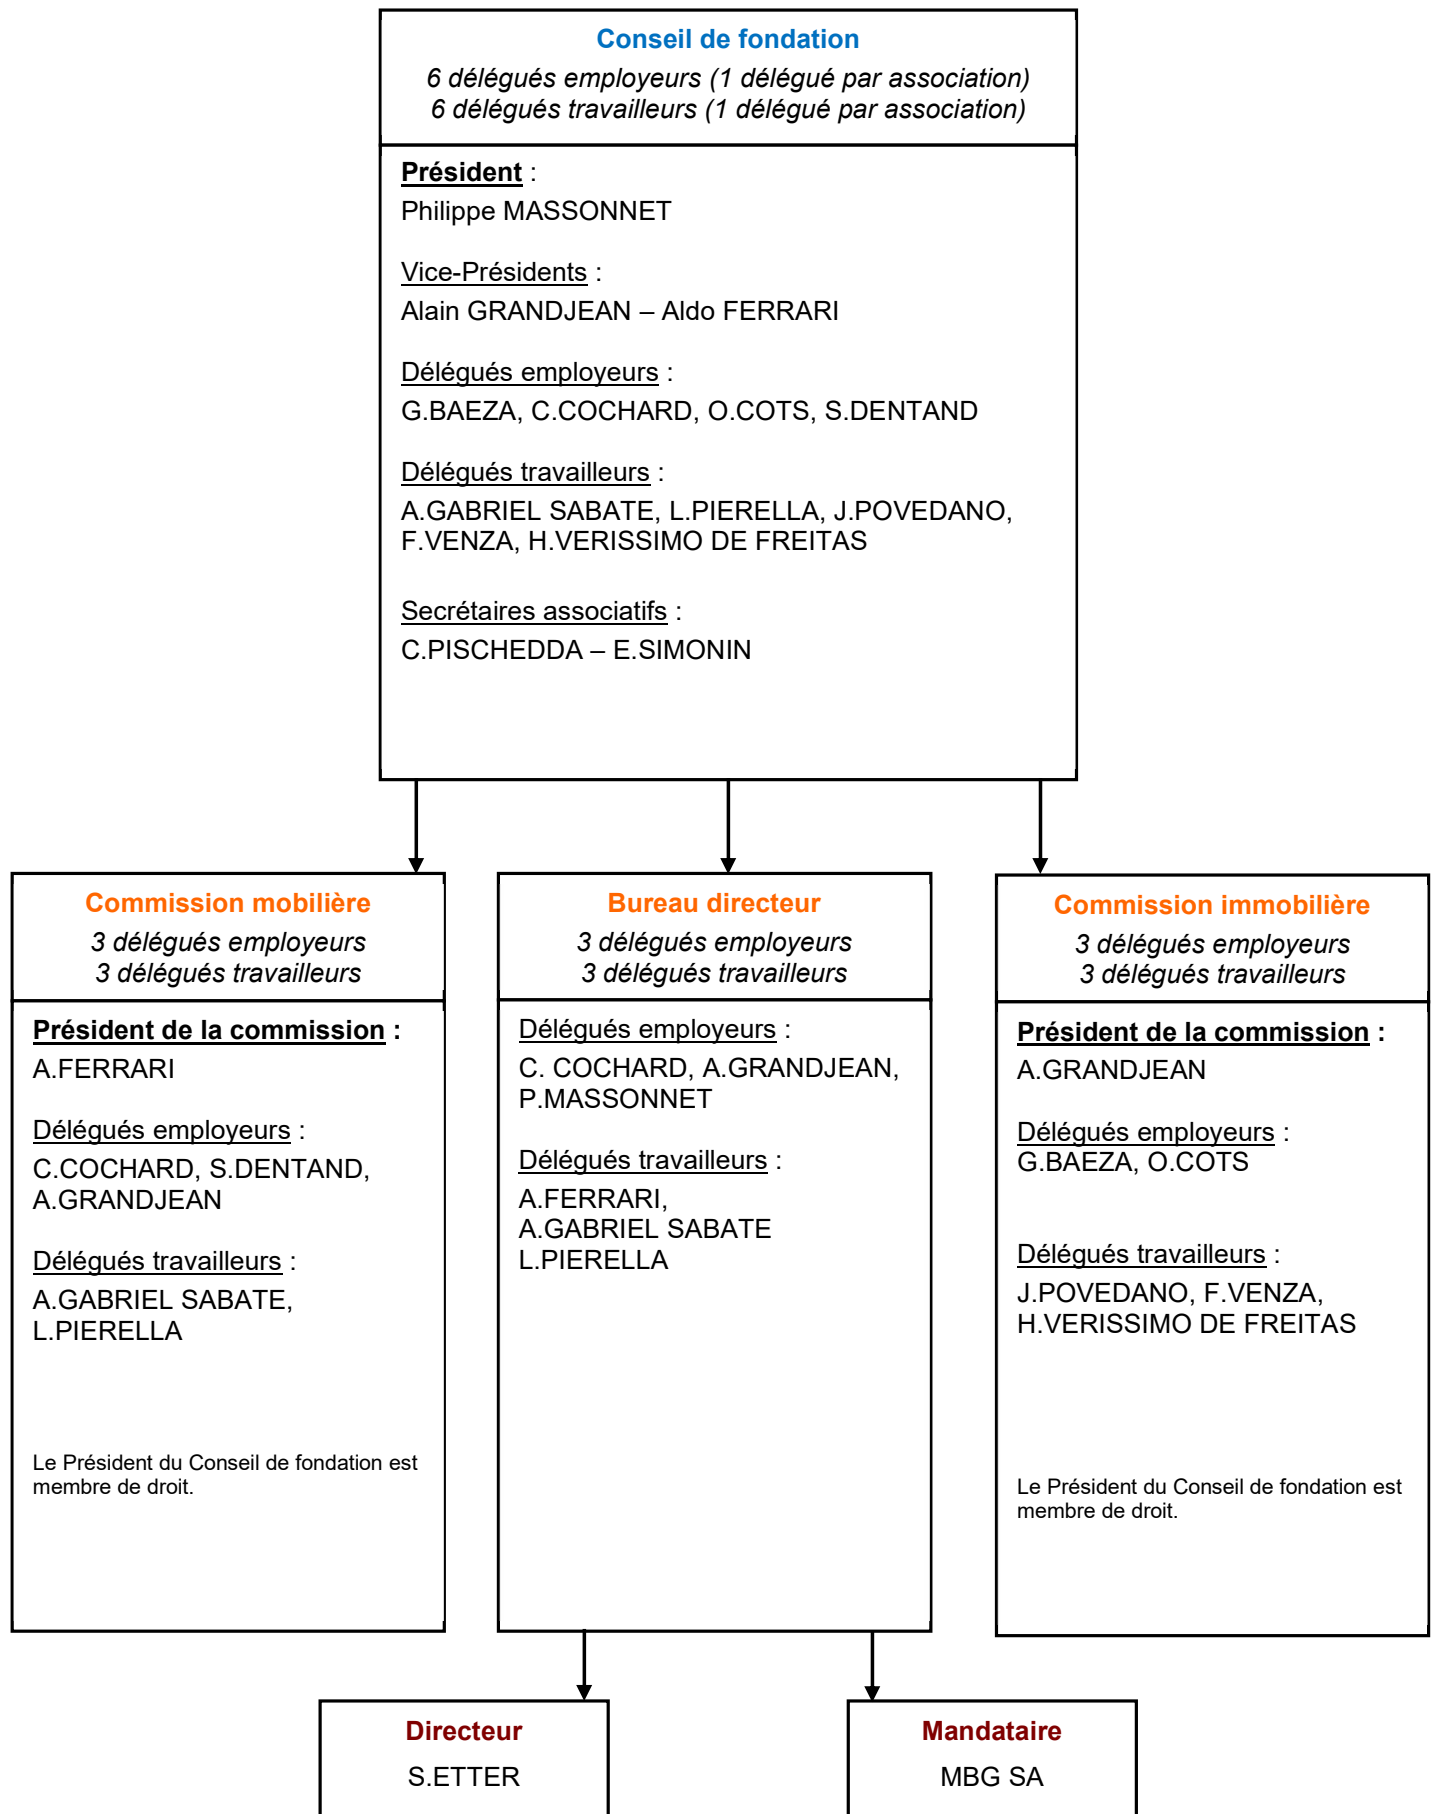 Conseil de fondation
6 délégués employeurs (1 délégué par association)
6 délégués travailleurs (1 délégué par association)
Président :
Philippe MASSONNET
Vice-Présidents :
Alain GRANDJEAN – Aldo FERRARI
Délégués employeurs :
G.BAEZA, C.COCHARD, O.COTS, S.DENTAND
Délégués travailleurs :
A.GABRIEL SABATE, L.PIERELLA, J.POVEDANO,
F.VENZA, H.VERISSIMO DE FREITAS
Secrétaires associatifs :
C.PISCHEDDA – E.SIMONIN
Commission mobilière
3 délégués employeurs
3 délégués travailleurs
Président de la commission :
A.FERRARI
Délégués employeurs :
C.COCHARD, S.DENTAND,
A.GRANDJEAN
Délégués travailleurs :
A.GABRIEL SABATE,
L.PIERELLA
Le Président du Conseil de fondation est
membre de droit.
Bureau directeur
3 délégués employeurs
3 délégués travailleurs
Délégués employeurs :
C. COCHARD, A.GRANDJEAN,
P.MASSONNET
Délégués travailleurs :
A.FERRARI,
A.GABRIEL SABATE
L.PIERELLA
Commission immobilière
3 délégués employeurs
3 délégués travailleurs
Président de la commission :
A.GRANDJEAN
Délégués employeurs :
G.BAEZA, O.COTS
Délégués travailleurs :
J.POVEDANO, F.VENZA,
H.VERISSIMO DE FREITAS
Le Président du Conseil de fondation est
membre de droit.
Directeur
S.ETTER
Mandataire
MBG SA